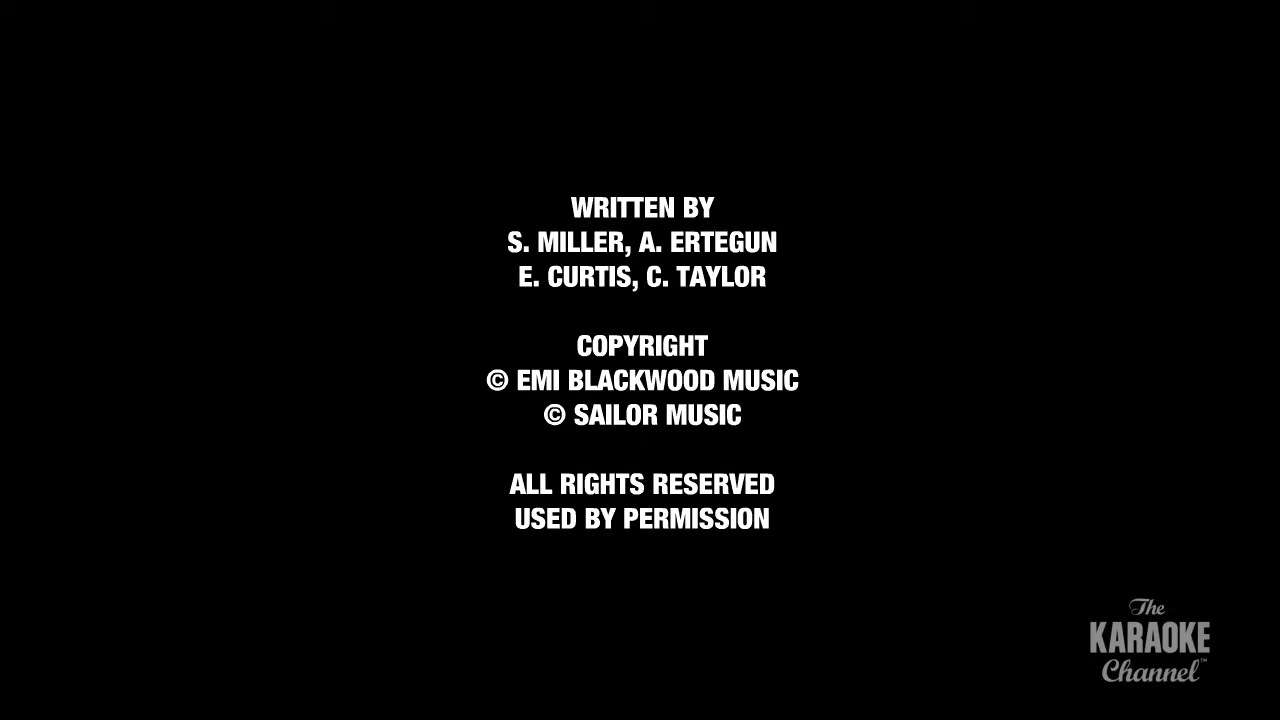 WRITTEN BY
S. MILLER, A. ERTEGUN
E. CURTIS, C. TAYLOR
COPYRIGHT
© EMI BLACKWOOD MUSIC
© SAILOR MUSIC
ALL RIGHTS RESERVED
USED BY PERMISSION
The
KARAOKE
Channel™